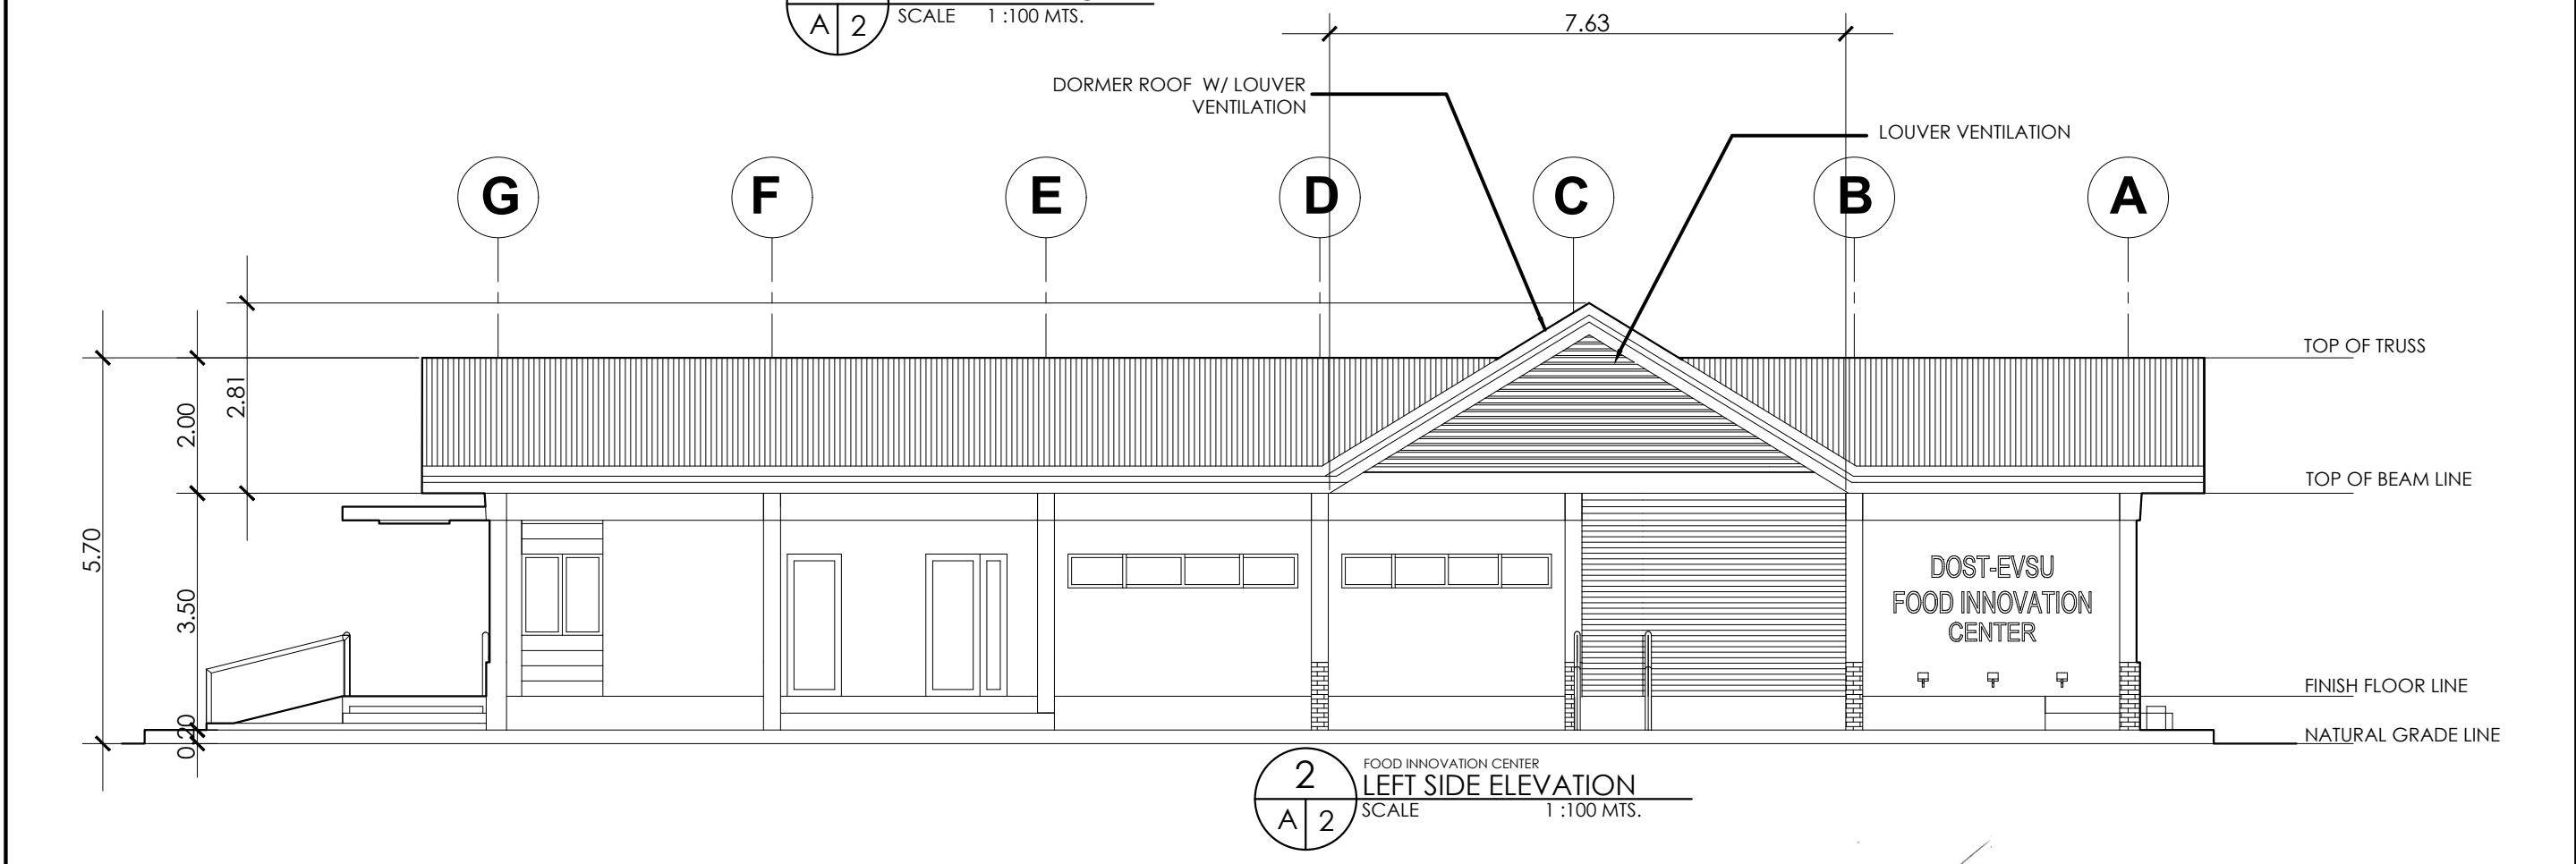 A 2
SCALE 1 :100 MTS.
7.63
DORMER ROOF W/ LOUVER
VENTILATION
LOUVER VENTILATION
G F E D C B A
TOP OF TRUSS
2.81
2.00
TOP OF BEAM LINE
5.70
3.50
DOST-EVSU
FOOD INNOVATION
CENTER
FINISH FLOOR LINE
0.20
NATURAL GRADE LINE
2
FOOD INNOVATION CENTER
LEFT SIDE ELEVATION
A 2
SCALE 1 :100 MTS.